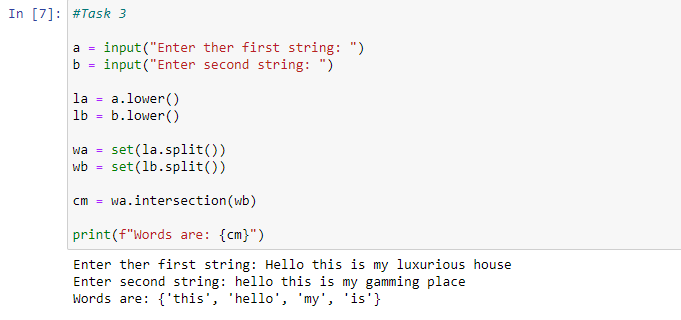 In [7]: #Task 3
a = input("Enter ther first string: ")
b = input("Enter second string: ")
la = a.lower()
lb = b.lower()
wa = set(la.split())
wb = set(lb.split())
cm = wa.intersection(wb)
print(f"Words are: {cm}")
Enter ther first string: Hello this is my luxurious house
Enter second string: hello this is my gamming place
Words are: {'this', 'hello', 'my', 'is'}